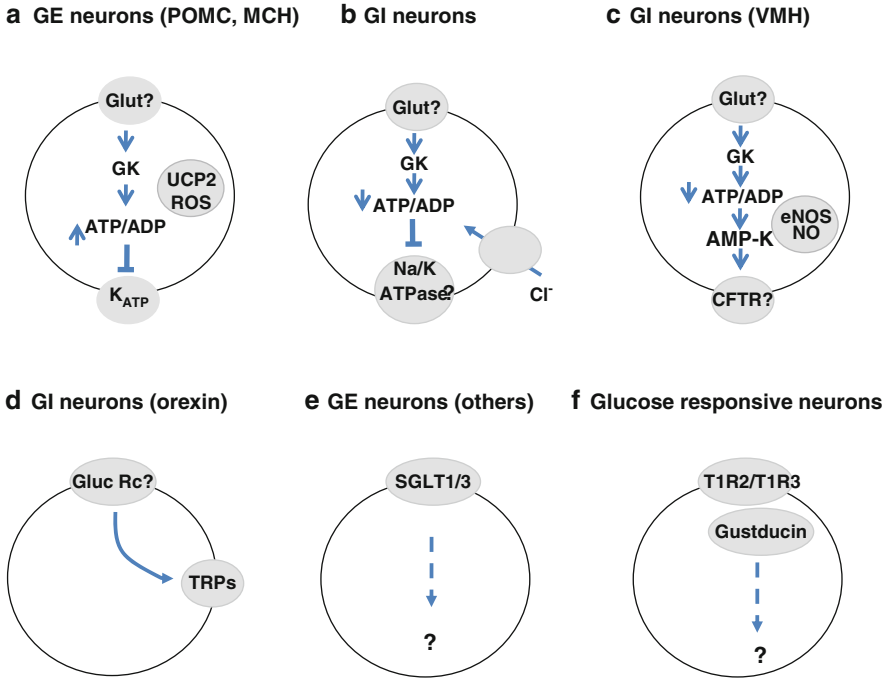 a GE neurons (POMC, MCH)
Glut?
GK
UCP2
ROS
ATP/ADP
KATP
b GI neurons
Glut?
GK
ATP/ADP
Na/K
ATPase?
Cl-
c GI neurons (VMH)
Glut?
GK
ATP/ADP
eNOS
NO
AMP-K
CFTR?
d GI neurons (orexin)
Gluc Rc?
TRPs
e GE neurons (others)
SGLT1/3
?
f Glucose responsive neurons
T1R2/T1R3
Gustducin
?